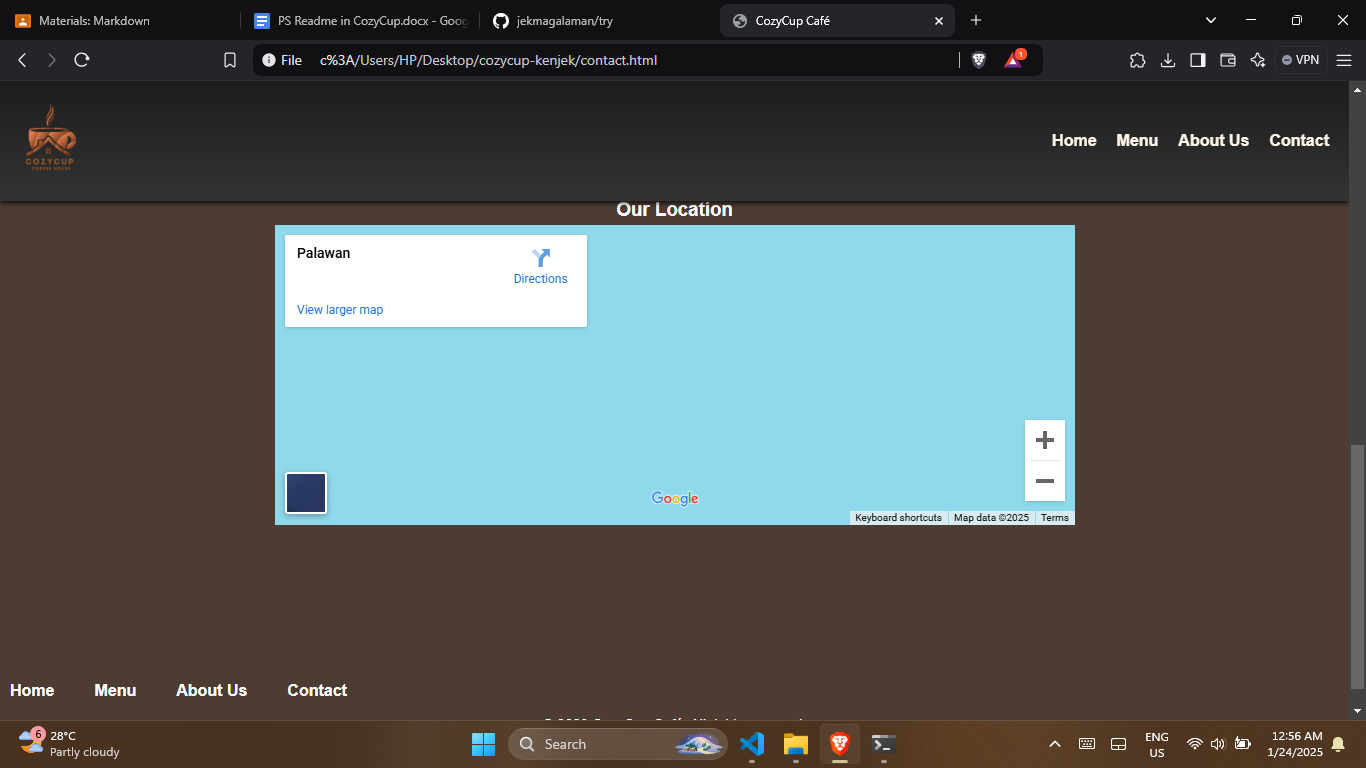 Materials: Markdown
PS Readme in CozyCup.docx - Goog
jekmagalaman/try
CozyCup Café
File
c%3A/Users/HP/Desktop/cozycup-kenjek/contact.html
1
VPN
COZYCUP
COFFEE HOUSE
Home
Menu
About Us
Contact
Our Location
Palawan
Directions
View larger map
Google
Keyboard shortcuts
Map data ©2025
Terms
Home
Menu
About Us
Contact
6
28°C
Partly cloudy
Search
ENG
US
12:56 AM
1/24/2025